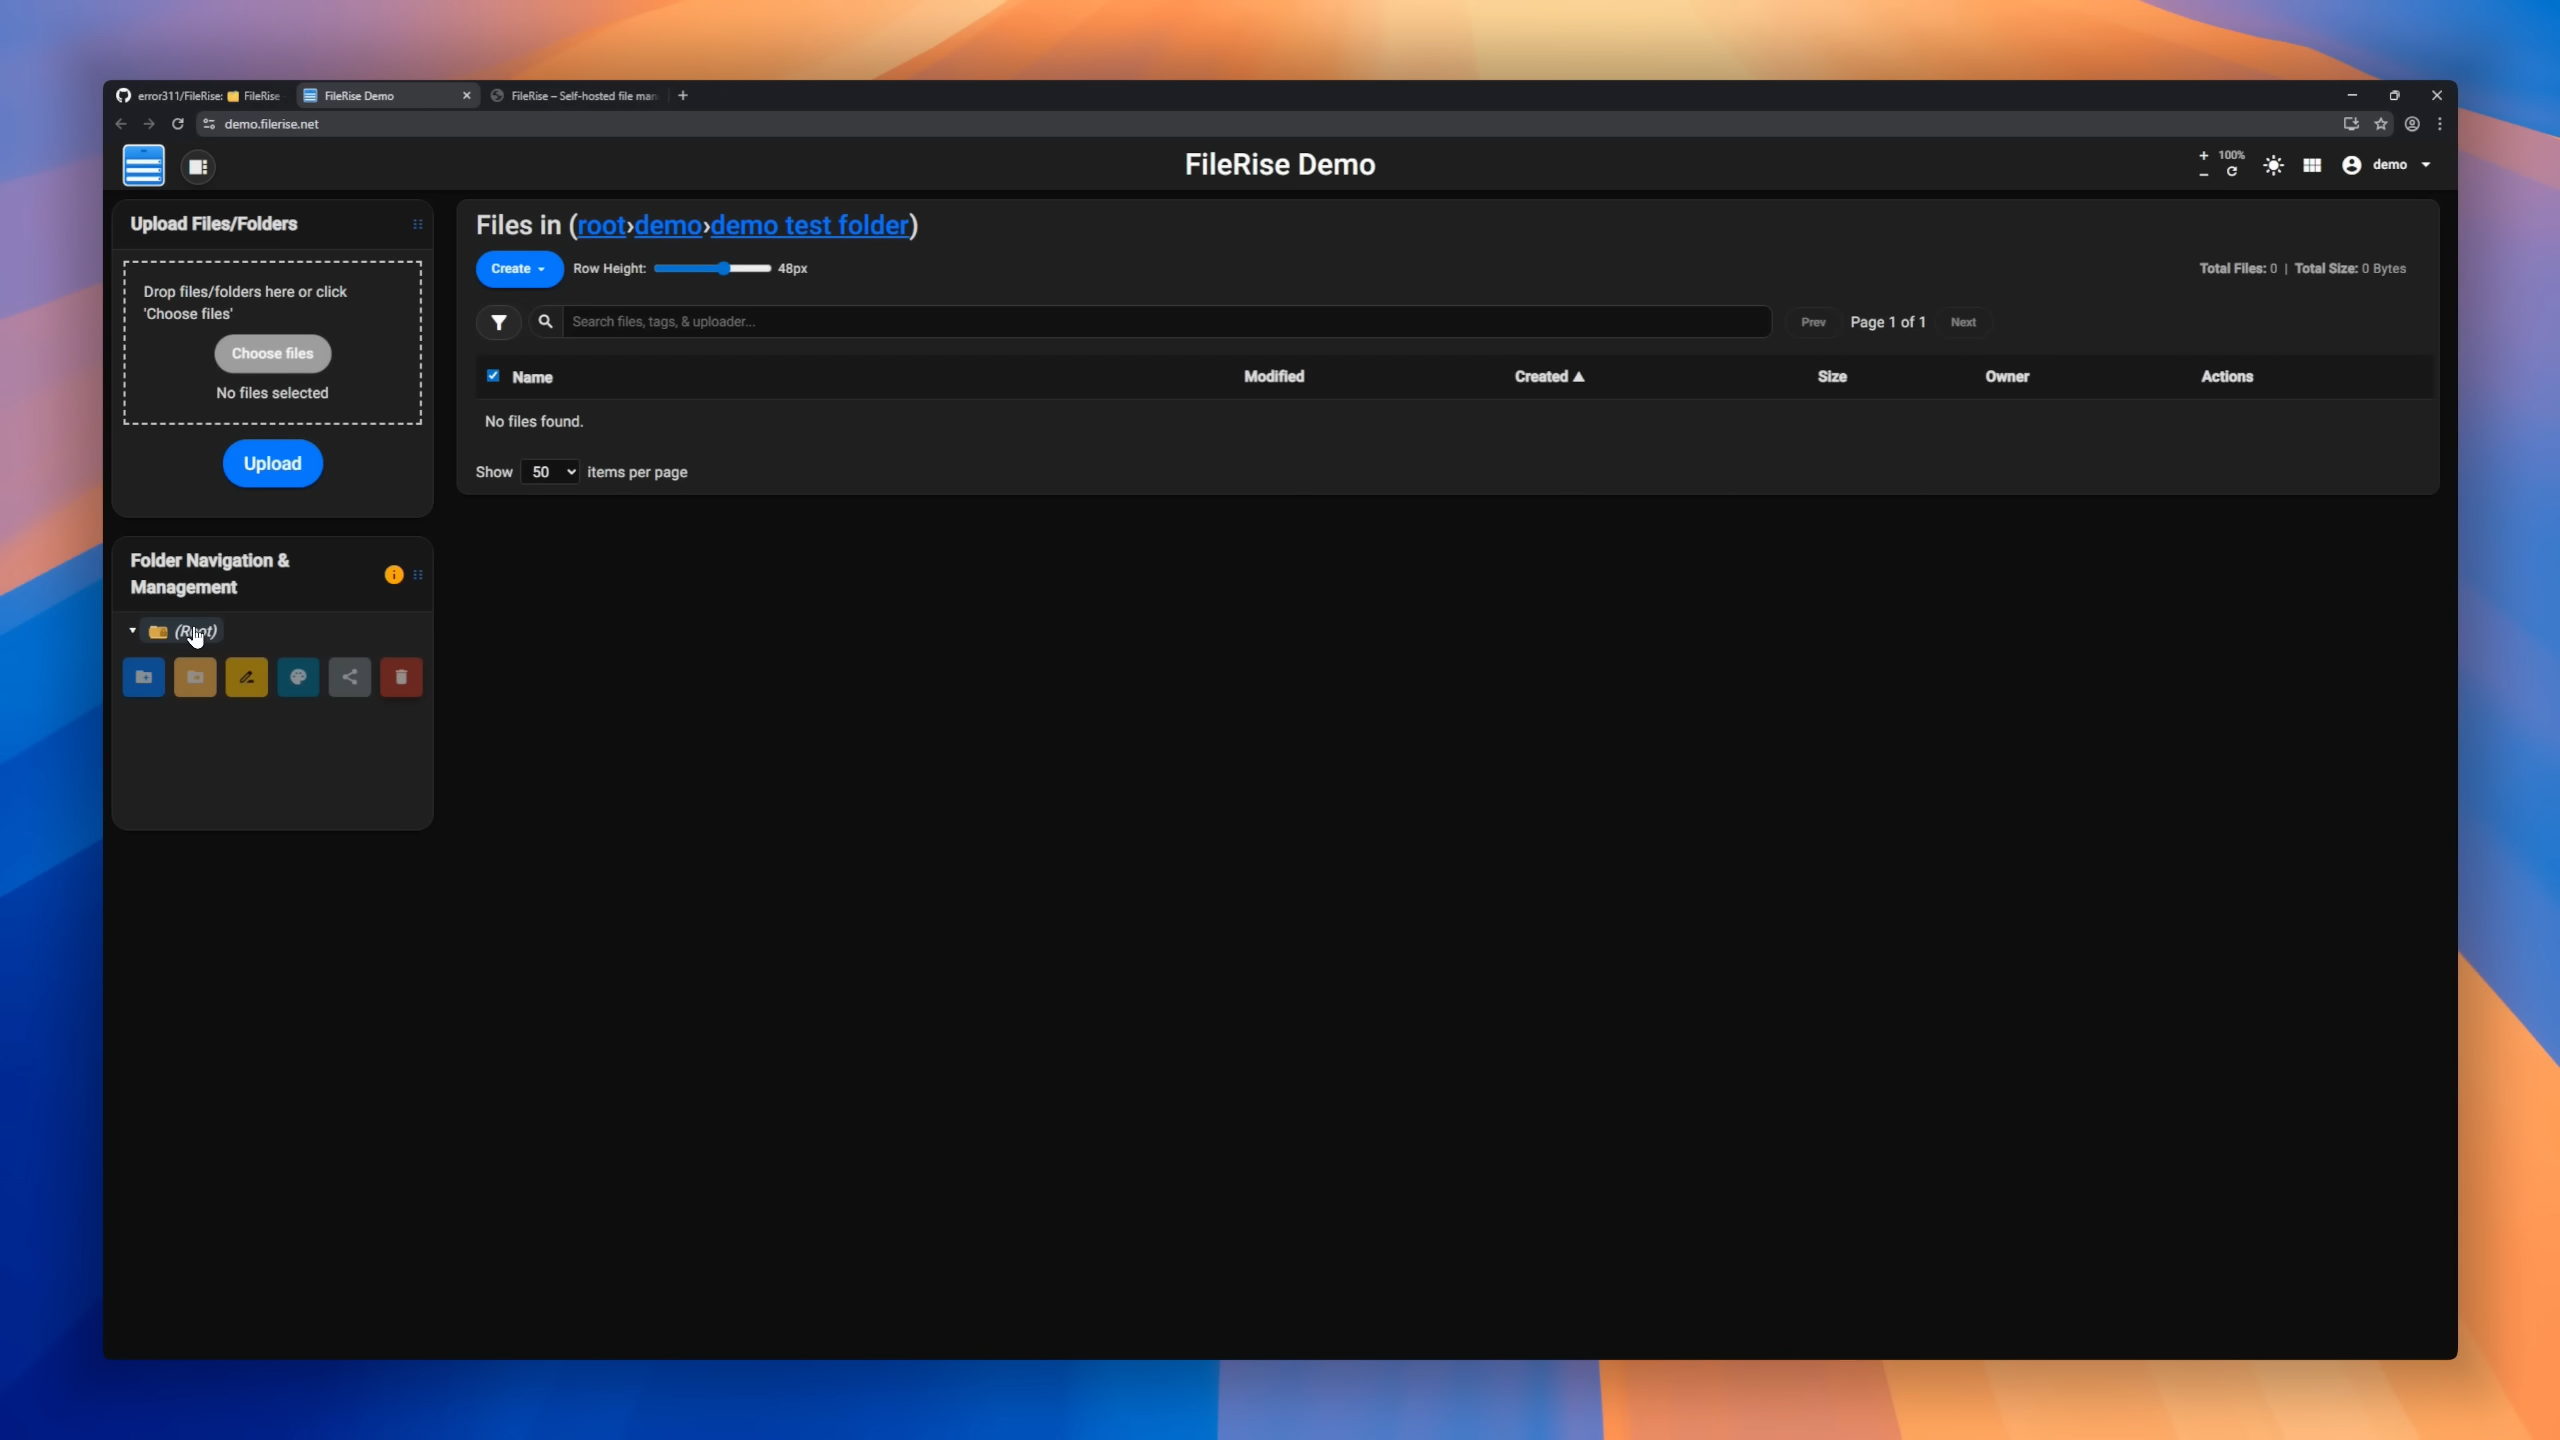 error311/FileRise: FileRise
FileRise Demo
FileRise – Self-hosted file man
demo.filerise.net
FileRise Demo
100%
demo
Upload Files/Folders
Drop files/folders here or click
'Choose files'
Choose files
No files selected
Upload
Folder Navigation &
Management
(Root)
Files in (root›demo›demo test folder)
Create
Row Height:
48px
Total Files: 0 | Total Size: 0 Bytes
Search files, tags, & uploader...
Prev
Page 1 of 1
Next
Name
Modified
Created ▲
Size
Owner
Actions
No files found.
Show 50 items per page